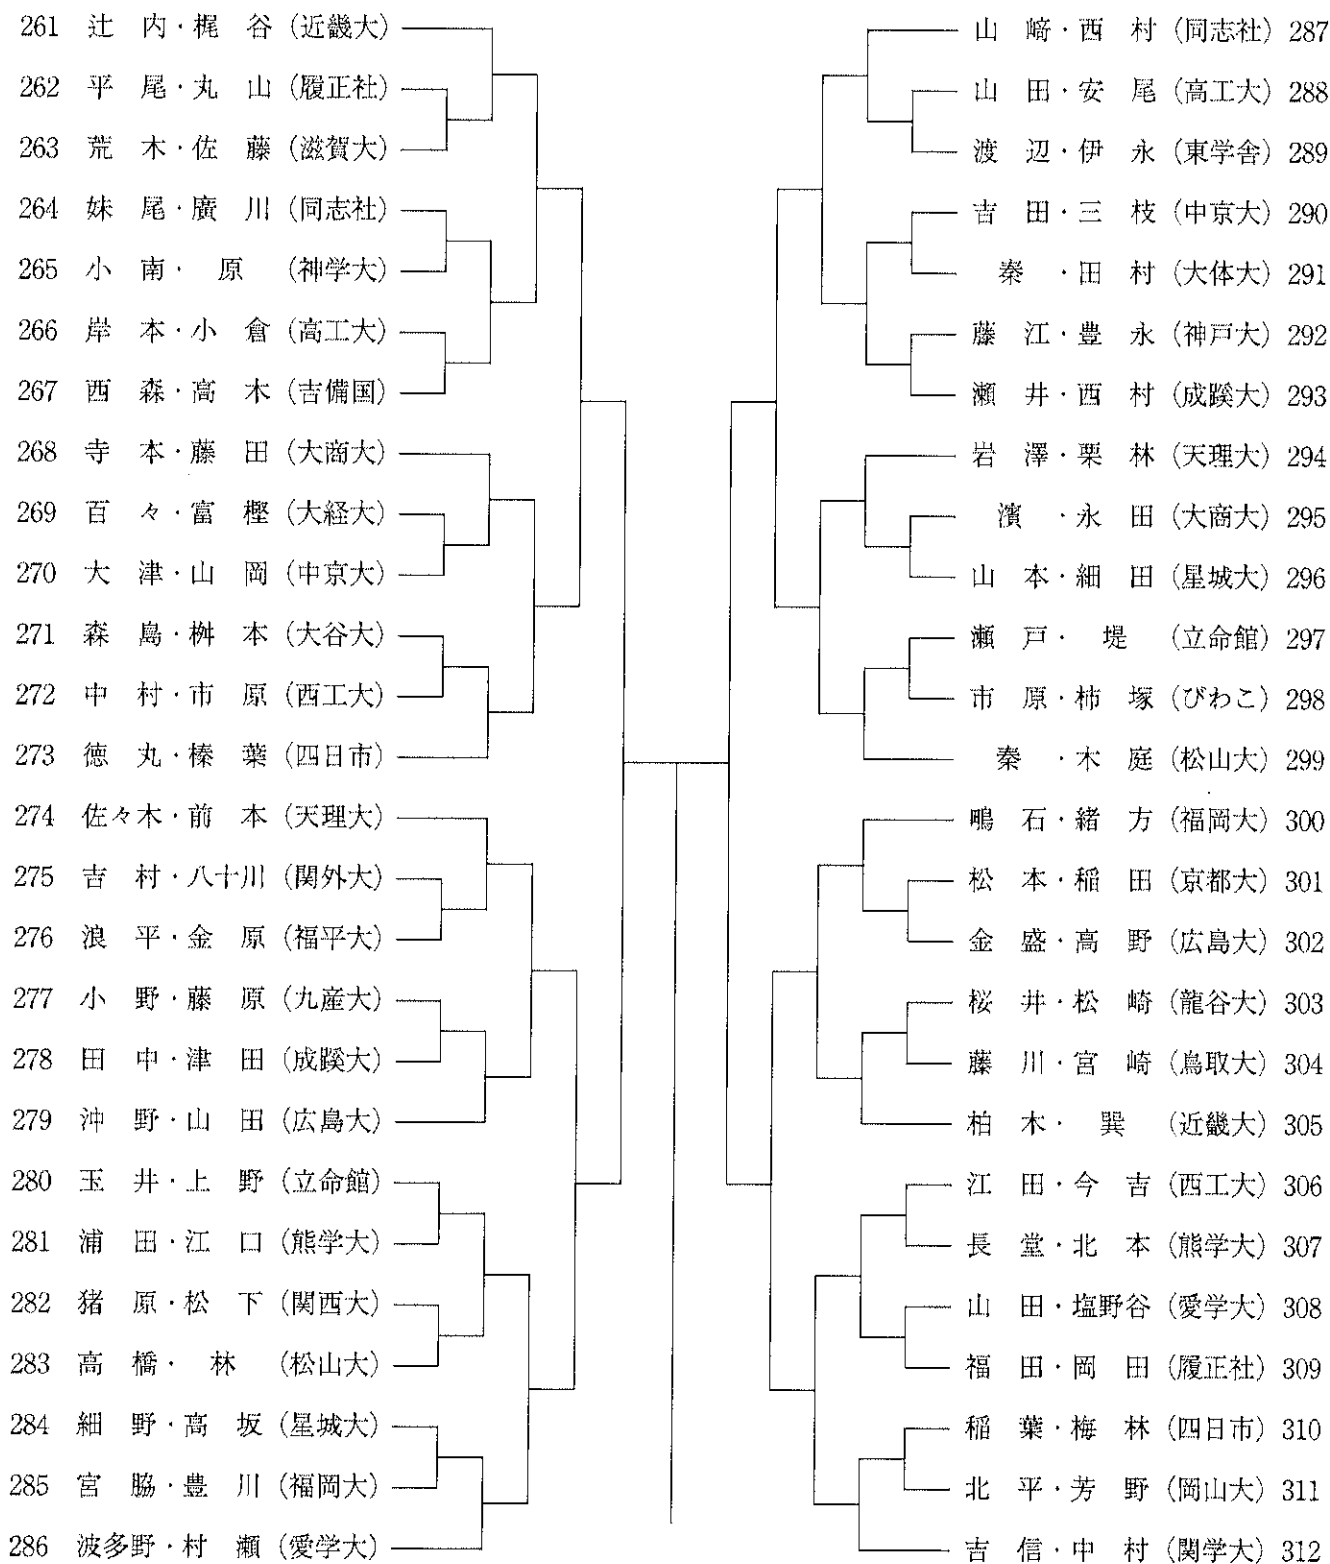 261 辻内・梶谷（近畿大）
262 平尾・丸山（履正社）
263 荒木・佐藤（滋賀大）
264 妹尾・廣川（同志社）
265 小南・原（神学大）
266 岸本・小倉（高工大）
267 西森・高木（吉備国）
268 寺本・藤田（大商大）
269 百々・富樫（大経大）
270 大津・山岡（中京大）
271 森島・桝本（大谷大）
272 中村・市原（西工大）
273 徳丸・榛葉（四日市）
274 佐々木・前本（天理大）
275 吉村・八十川（関外大）
276 浪平・金原（福平大）
277 小野・藤原（九産大）
278 田中・津田（成蹊大）
279 沖野・山田（広島大）
280 玉井・上野（立命館）
281 浦田・江口（熊学大）
282 猪原・松下（関西大）
283 高橋・林（松山大）
284 細野・高坂（星城大）
285 宮脇・豊川（福岡大）
286 波多野・村瀬（愛学大）
山﨑・西村（同志社）287
山田・安尾（高工大）288
渡辺・伊永（東学舎）289
吉田・三枝（中京大）290
秦・田村（大体大）291
藤江・豊永（神戸大）292
瀬井・西村（成蹊大）293
岩澤・栗林（天理大）294
濱・永田（大商大）295
山本・細田（星城大）296
瀬戸・堤（立命館）297
市原・柿塚（びわこ）298
秦・木庭（松山大）299
鴫石・緒方（福岡大）300
松本・稲田（京都大）301
金盛・高野（広島大）302
桜井・松崎（龍谷大）303
藤川・宮崎（鳥取大）304
柏木・巽（近畿大）305
江田・今吉（西工大）306
長堂・北本（熊学大）307
山田・塩野谷（愛学大）308
福田・岡田（履正社）309
稲葉・梅林（四日市）310
北平・芳野（岡山大）311
吉信・中村（関学大）312